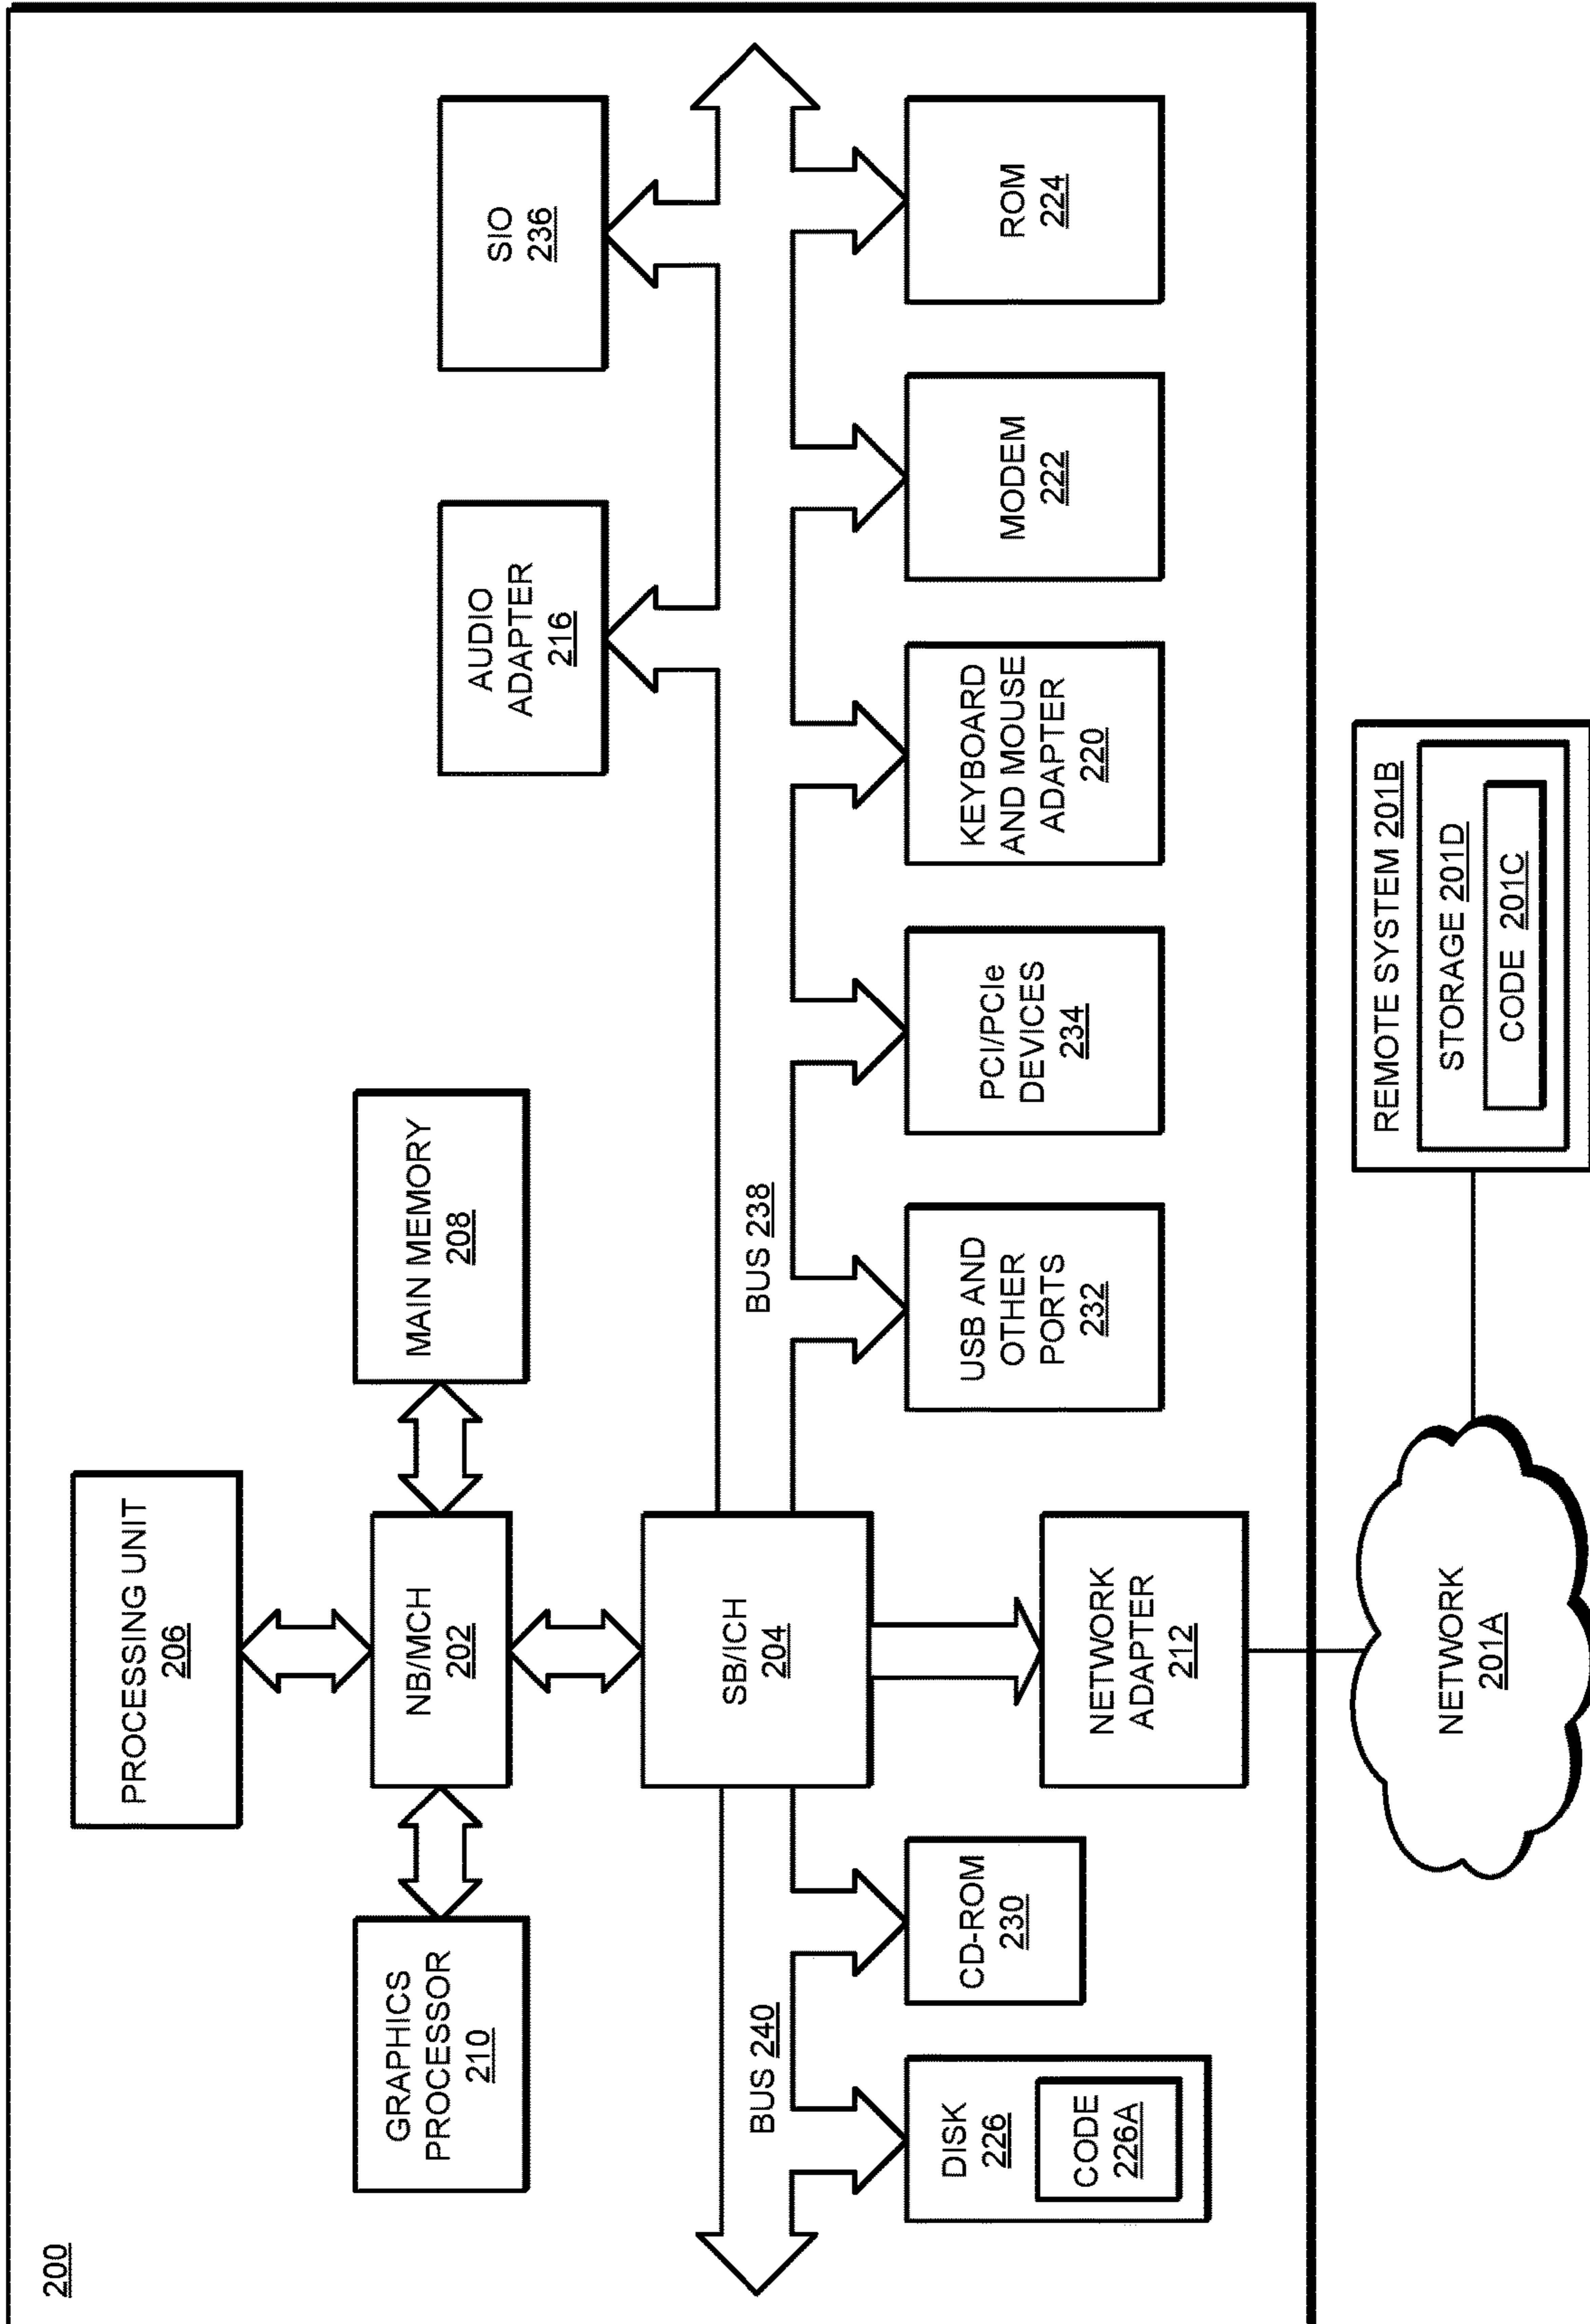 200
PROCESSING UNIT
206
GRAPHICS
PROCESSOR
210
NB/MCH
202
MAIN MEMORY
208
AUDIO
ADAPTER
216
SIO
236
SB/ICH
204
BUS 240
BUS 238
DISK
226
CODE
226A
CD-ROM
230
NETWORK
ADAPTER
212
USB AND
OTHER
PORTS
232
PCI/PCIe
DEVICES
234
KEYBOARD
AND MOUSE
ADAPTER
220
MODEM
222
ROM
224
NETWORK
201A
REMOTE SYSTEM 201B
STORAGE 201D
CODE 201C